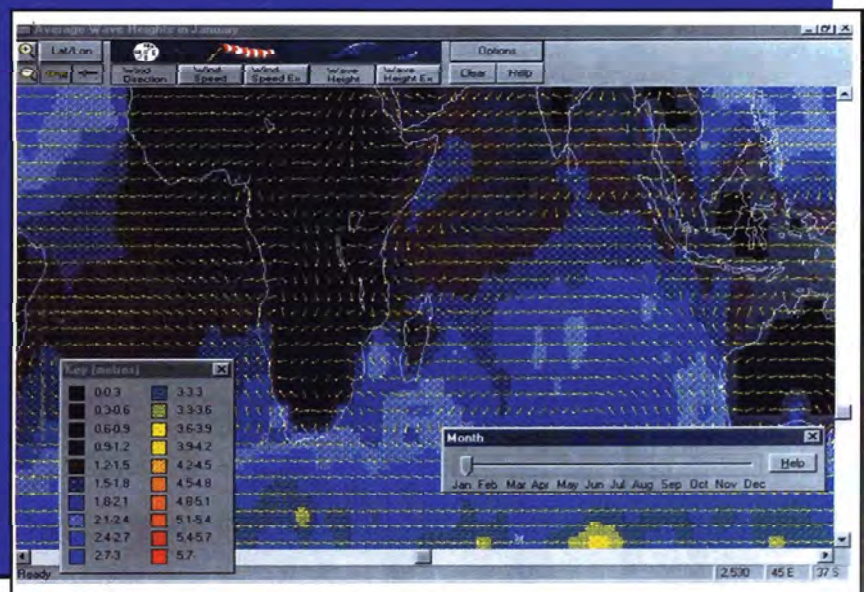 Average Wave Heights in January
Lat/Lon
Options
Wind Direction
Wind Speed
Wind Speed Ex
Wave Height
Wave Height Ex
Clear
Help
Key (metres)
0-0.3
0.3-0.6
0.6-0.9
0.9-1.2
1.2-1.5
1.5-1.8
1.8-2.1
2.1-2.4
2.4-2.7
2.7-3
3-3.3
3.3-3.6
3.6-3.9
3.9-4.2
4.2-4.5
4.5-4.8
4.8-5.1
5.1-5.4
5.4-5.7
5.7-
Month
Help
Jan Feb Mar Apr May Jun Jul Aug Sep Oct Nov Dec
Ready
2.530 45 E 37 S